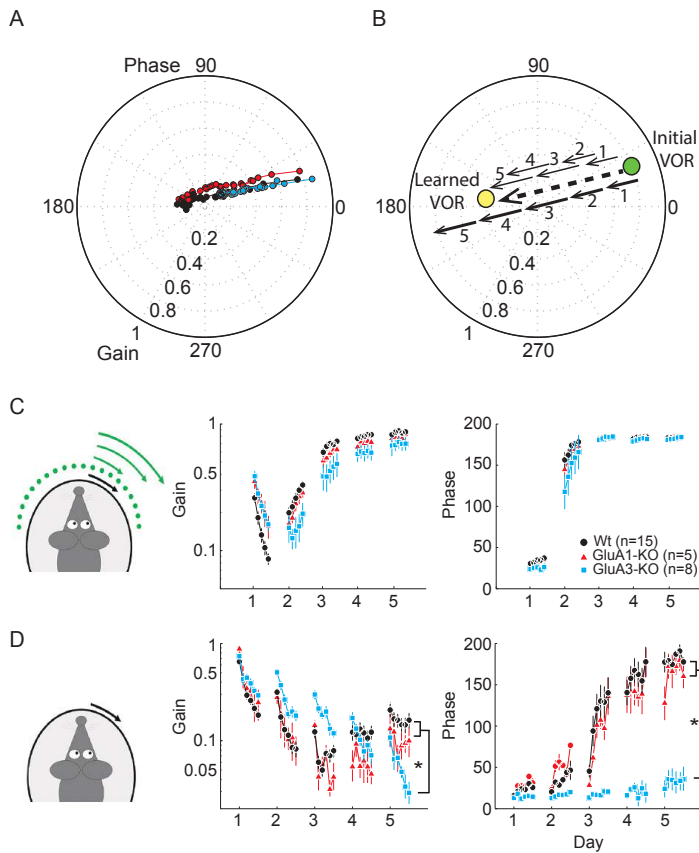 A
Phase 90
180
0
0.2
0.4
0.6
0.8
1
Gain
270
B
90
Initial
VOR
1
2
3
4
5
Learned
VOR
180
0
1
2
3
4
5
0.2
0.4
0.6
0.8
1
270
C
Gain
1
0.5
0.1
1 2 3 4 5
Phase
200
150
100
50
0
1 2 3 4 5
Wt (n=15)
GluA1-KO (n=5)
GluA3-KO (n=8)
D
Gain
1
0.5
0.1
0.05
1 2 3 4 5
*
Phase
200
150
100
50
0
1 2 3 4 5
*
Day